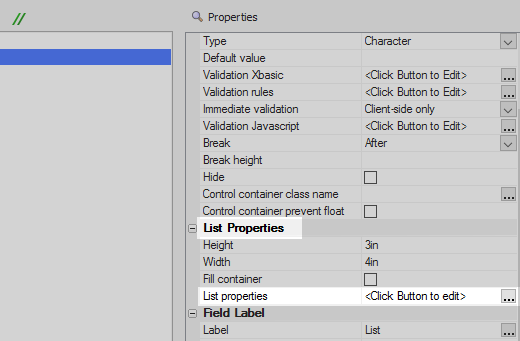 //
Properties
Type Character
Default value
Validation Xbasic <Click Button to Edit> ...
Validation rules <Click Button to Edit> ...
Immediate validation Client-side only
Validation Javascript <Click Button to Edit> ...
Break After
Break height
Hide
Control container class name ...
Control container prevent float
List Properties
Height 3in
Width 4in
Fill container
List properties <Click Button to edit> ...
Field Label
Label List ...